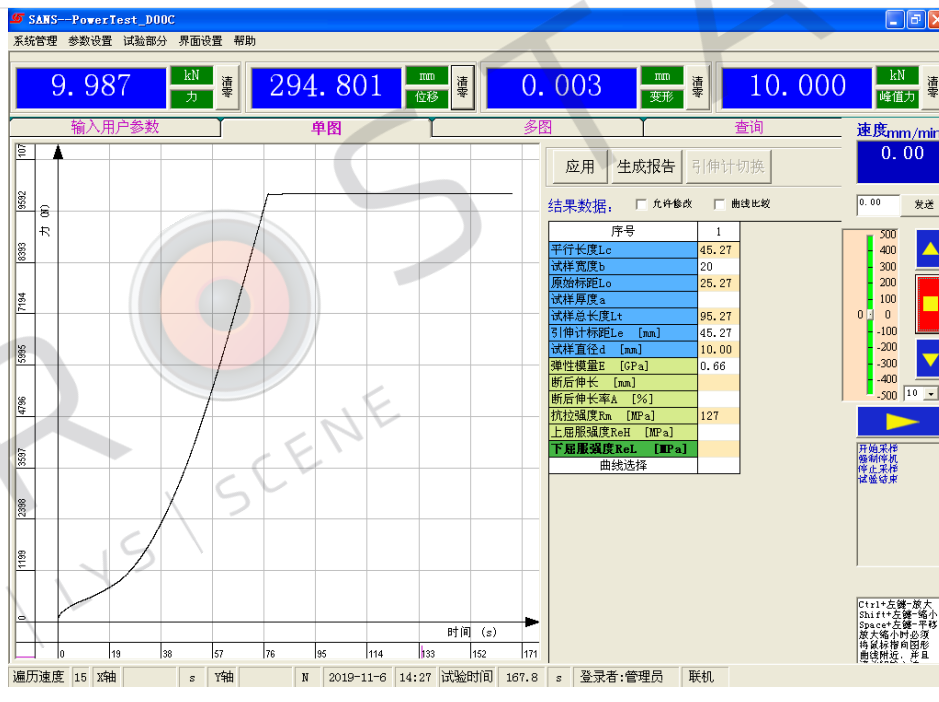 SANS--PowerTest_DOOC
系统管理 参数设置 试验部分 界面设置 帮助
9.987 kN 力 清零 294.801 mm 位移 清零 0.003 mm 变形 清零 10.000 kN 峰值力 清零
输入用户参数 单图 多图 查询
速度mm/min
0.00
0.00 发送
应用 生成报告 引伸计切换
结果数据: 允许修改 曲线比较
序号 1
平行长度Lc 45.27
试样宽度b 20
原始标距Lo 25.27
试样厚度a
试样总长度Lt 95.27
引伸计标距Le [mm] 45.27
试样直径d [mm] 10.00
弹性模量E [GPa] 0.66
断后伸长 [mm]
断后伸长率A [%]
抗拉强度Rm [MPa] 127
上屈服强度ReH [MPa]
下屈服强度ReL [MPa]
曲线选择
107
9592
8393
7194
5995
4796
3597
2398
1199
0
力 (N)
时间 (s)
0 19 38 57 76 95 114 133 152 171
500
400
300
200
100
0 0
-100
-200
-300
-400
-500 10
开始采样
强制停机
停止采样
试验结束
Ctrl+左键-放大
Shift+左键-缩小
Space+左键-平移
放大缩小时必须
将鼠标指向图形
曲线附近、并且
遍历速度 15 X轴 s Y轴 N 2019-11-6 14:27 试验时间 167.8 s 登录者:管理员 联机
STA
R
ILYS | SCENE